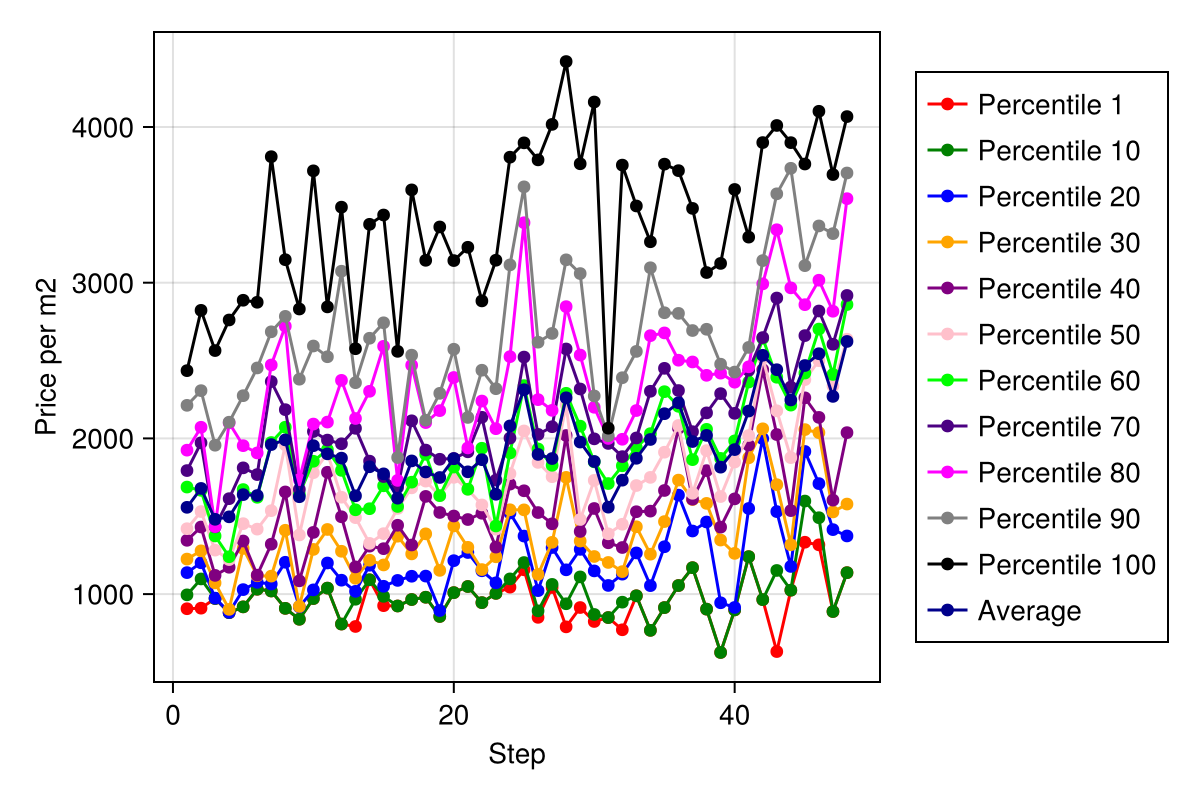 4000
3000
2000
1000
Price per m2
0
20
40
Step
Percentile 1
Percentile 10
Percentile 20
Percentile 30
Percentile 40
Percentile 50
Percentile 60
Percentile 70
Percentile 80
Percentile 90
Percentile 100
Average